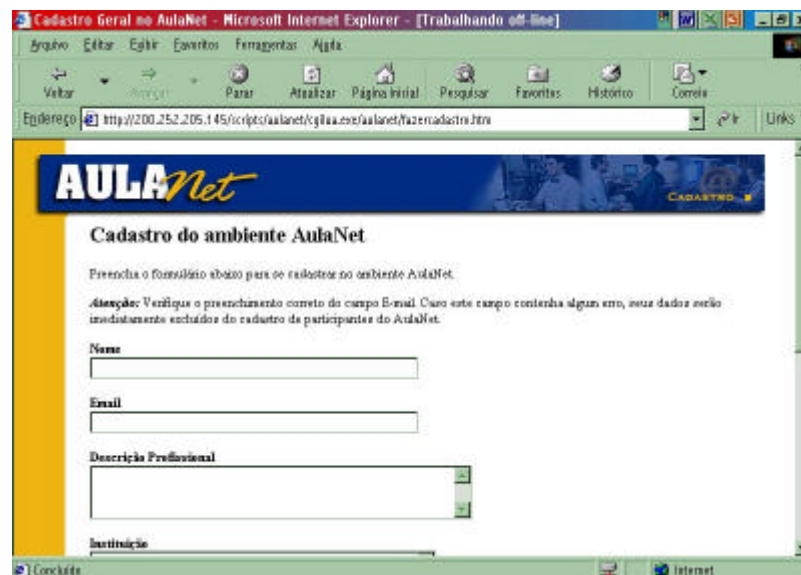 Cadastro Geral no AulaNet - Microsoft Internet Explorer - [Trabalhando off-line]
Arquivo Editar Exibir Favoritos Ferramentas Ajuda
Voltar Avançar Parar Atualizar Página Inicial Pesquisar Favoritos Histórico Correio
Endereço http://200.252.205.145/scripts/aulanet/cgilua.exe/aulanet/fazercadastro.htm Ir Links
AULANet
CADASTRO
Cadastro do ambiente AulaNet
Preencha o formulário abaixo para se cadastrar no ambiente AulaNet.
Atenção: Verifique o preenchimento correto do campo E-mail. Caso este campo contenha algum erro, seus dados serão
imediatamente excluídos do cadastro de participantes do AulaNet.
Nome
Email
Descrição Profissional
Instituição
Concluído Internet